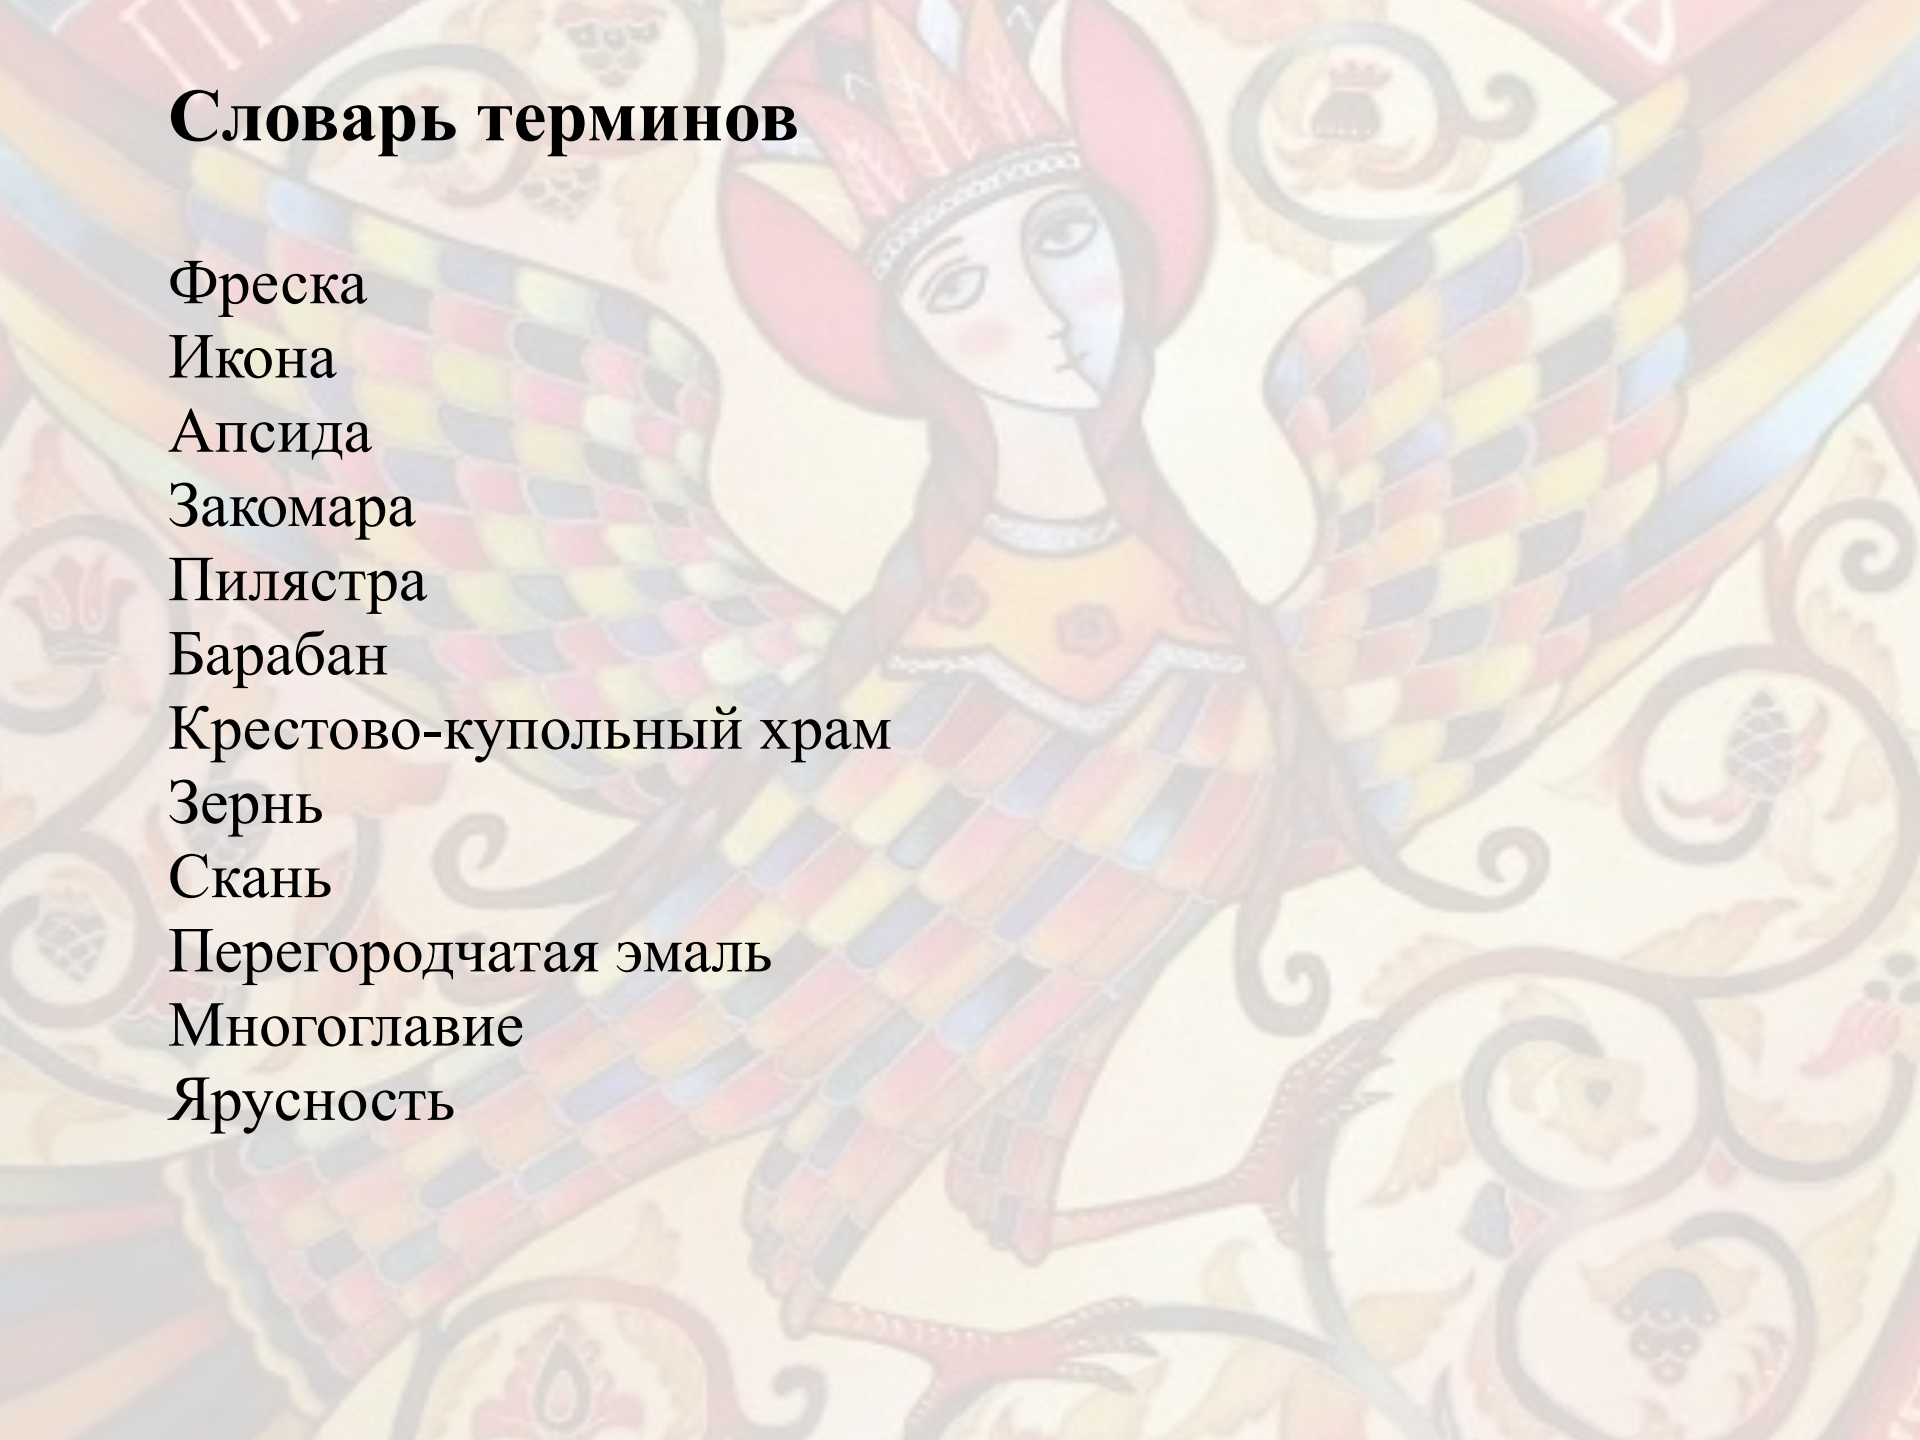 Словарь терминов
Фреска
Икона
Апсида
Закомара
Пилястра
Барабан
Крестово-купольный храм
Зернь
Скань
Перегородчатая эмаль
Многоглавие
Ярусность